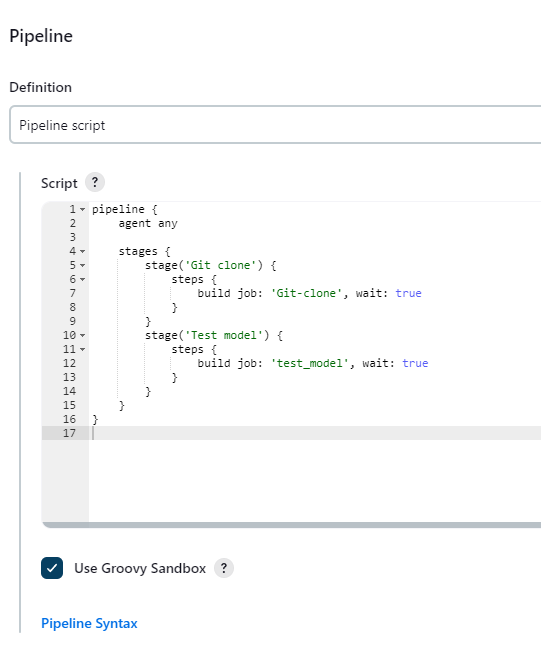 Pipeline
Definition
Pipeline script
Script ?
1 pipeline {
2     agent any
3
4     stages {
5         stage('Git clone') {
6             steps {
7                 build job: 'Git-clone', wait: true
8             }
9         }
10         stage('Test model') {
11             steps {
12                 build job: 'test_model', wait: true
13             }
14         }
15     }
16 }
17
Use Groovy Sandbox ?
Pipeline Syntax